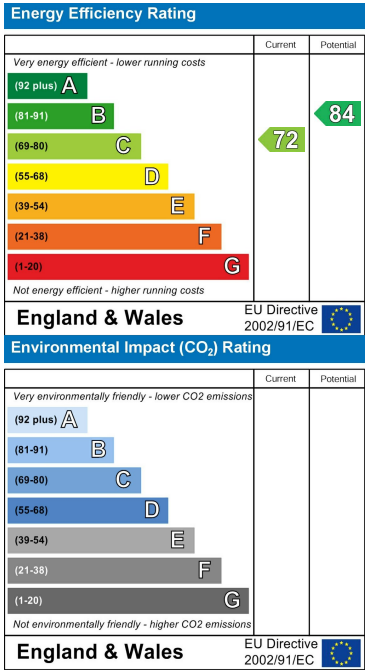 Energy Efficiency Rating
Current Potential
Very energy efficient - lower running costs
(92 plus) A
(81-91) B
(69-80) C
(55-68) D
(39-54) E
(21-38) F
(1-20) G
72
84
Not energy efficient - higher running costs
England & Wales
EU Directive
2002/91/EC
Environmental Impact (CO₂) Rating
Current Potential
Very environmentally friendly - lower CO2 emissions
(92 plus) A
(81-91) B
(69-80) C
(55-68) D
(39-54) E
(21-38) F
(1-20) G
Not environmentally friendly - higher CO2 emissions
England & Wales
EU Directive
2002/91/EC